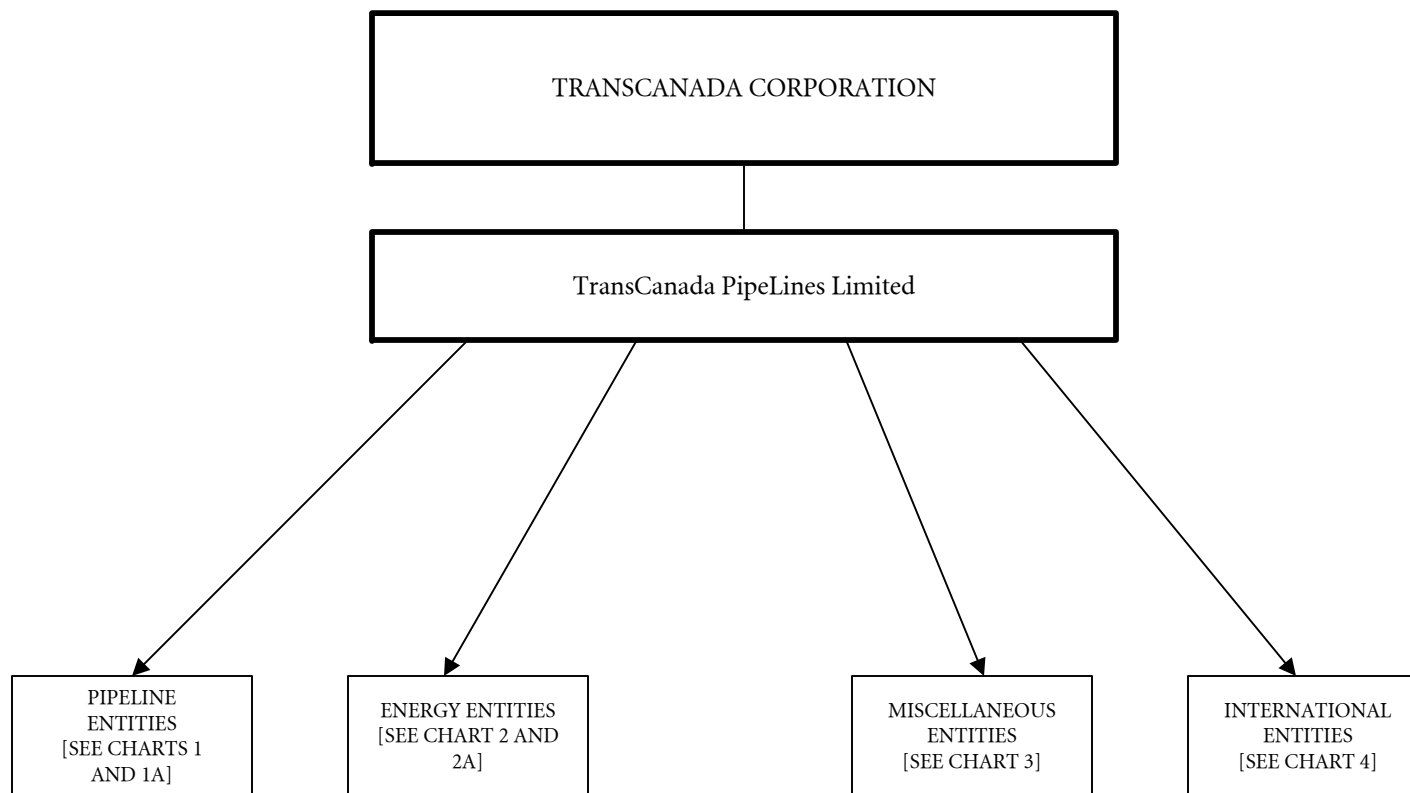 TRANSCANADA CORPORATION
TransCanada PipeLines Limited
PIPELINE
ENTITIES
[SEE CHARTS 1
AND 1A]
ENERGY ENTITIES
[SEE CHART 2 AND
2A]
MISCELLANEOUS
ENTITIES
[SEE CHART 3]
INTERNATIONAL
ENTITIES
[SEE CHART 4]